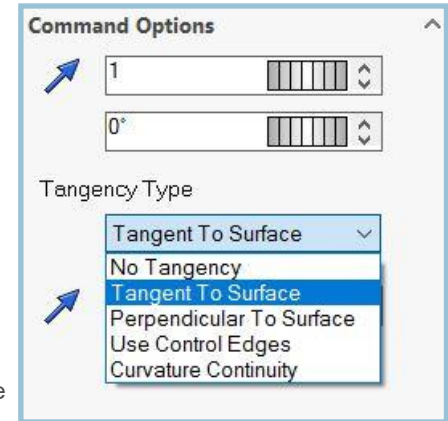 Command Options
1
0°
Tangency Type
Tangent To Surface
No Tangency
Tangent To Surface
Perpendicular To Surface
Use Control Edges
Curvature Continuity
e